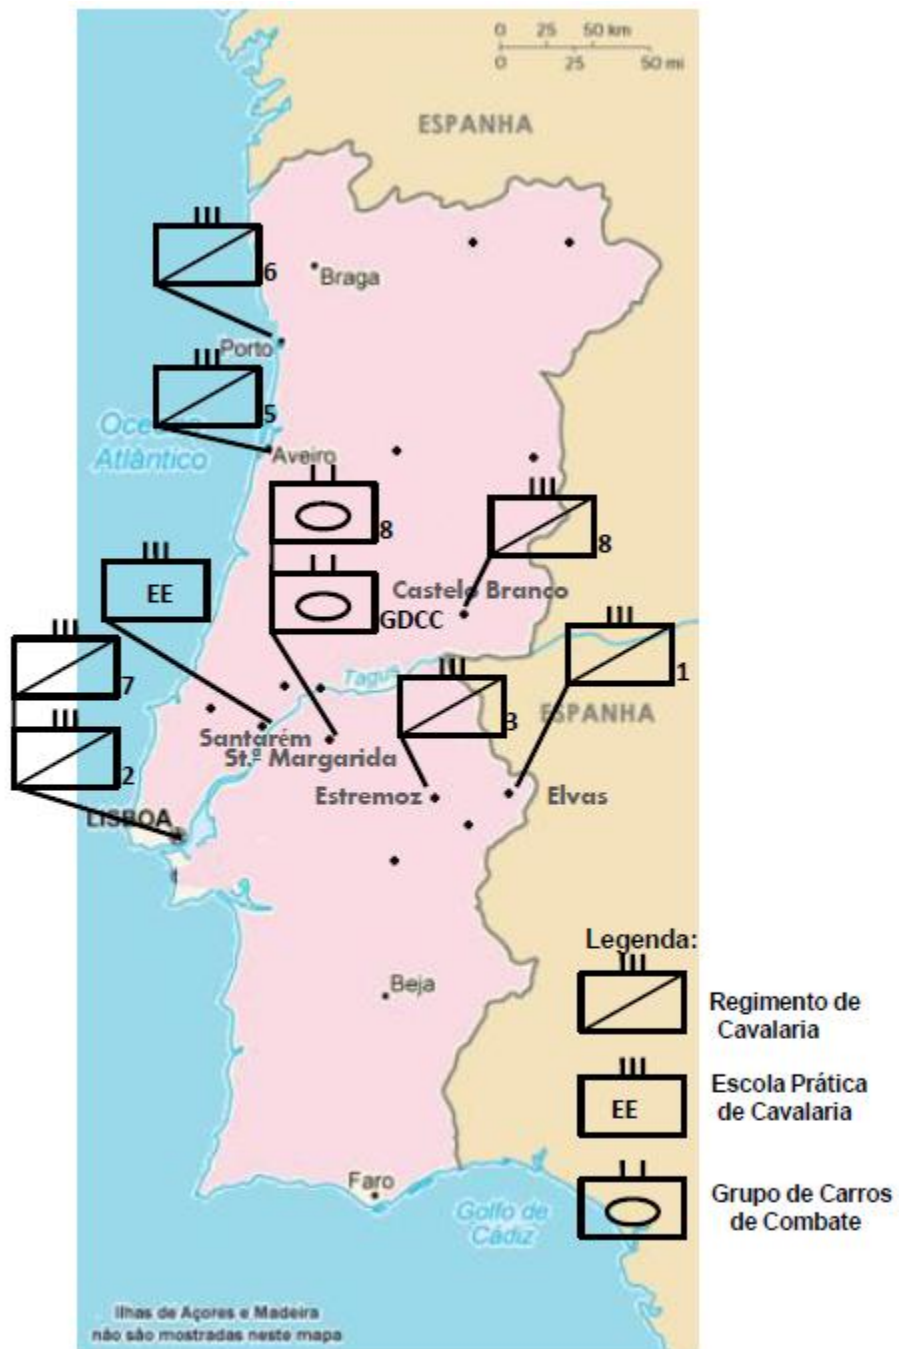 0 25 50 km
0 25 50 mi
ESPANHA
6
Braga
Porto
5
Oceano
Atlàntico
Aveiro
8
8
EE
Castelo Branco
GDCC
1
7
Tagus
3
ESPANHA
Santarém
St.ª Margarida
2
Estremoz
Elvas
LISBOA
Legenda:
Beja
Regimento de
Cavalaria
Escola Prática
de Cavalaria
EE
Faro
Grupo de Carros
de Combate
Golfo de
Cádiz
Ilhas de Açores e Madeira
não são mostradas neste mapa